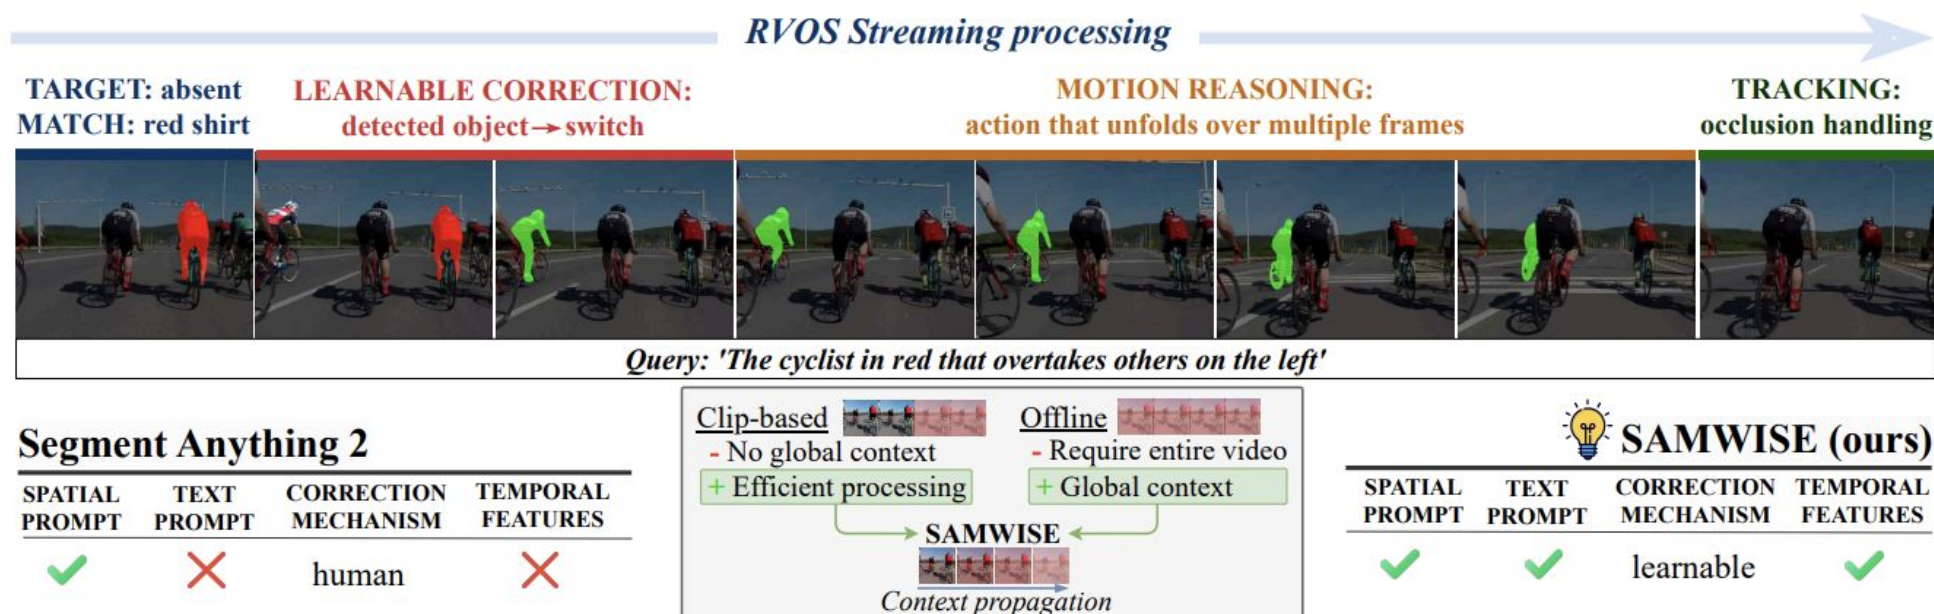 RVOS Streaming processing
TARGET: absent
MATCH: red shirt
LEARNABLE CORRECTION:
detected object→switch
MOTION REASONING:
action that unfolds over multiple frames
TRACKING:
occlusion handling
Query: 'The cyclist in red that overtakes others on the left'
Segment Anything 2
SPATIAL PROMPT
TEXT PROMPT
CORRECTION MECHANISM
TEMPORAL FEATURES
human
Clip-based
- No global context
+ Efficient processing
Offline
- Require entire video
+ Global context
SAMWISE
Context propagation
SAMWISE (ours)
SPATIAL PROMPT
TEXT PROMPT
CORRECTION MECHANISM
TEMPORAL FEATURES
learnable